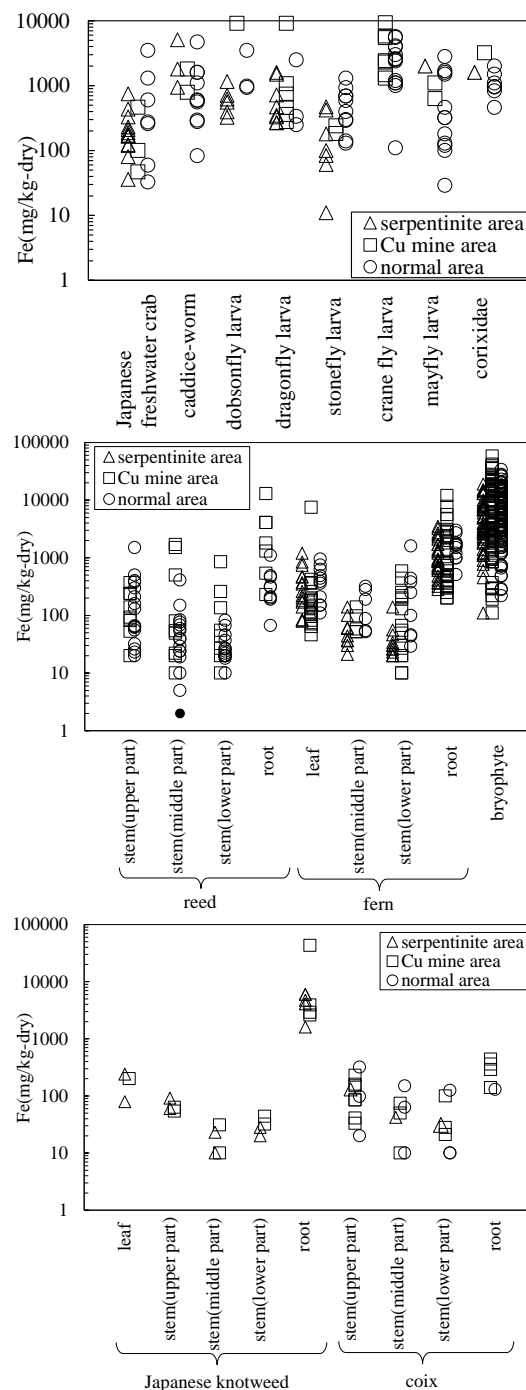 10000
1000
100
10
1
Fe(mg/kg-dry)
serpentinite area
Cu mine area
normal area
Japanese
freshwater crab
caddice-worm
dobsonfly larva
dragonfly larva
stonefly larva
crane fly larva
mayfly larva
corixidae
100000
10000
1000
100
10
1
Fe(mg/kg-dry)
serpentinite area
Cu mine area
normal area
stem(upper part)
stem(middle part)
stem(lower part)
root
leaf
stem(middle part)
stem(lower part)
root
bryophyte
reed
fern
100000
10000
1000
100
10
1
Fe(mg/kg-dry)
serpentinite area
Cu mine area
normal area
leaf
stem(upper part)
stem(middle part)
stem(lower part)
root
stem(upper part)
stem(middle part)
stem(lower part)
root
Japanese knotweed
coix